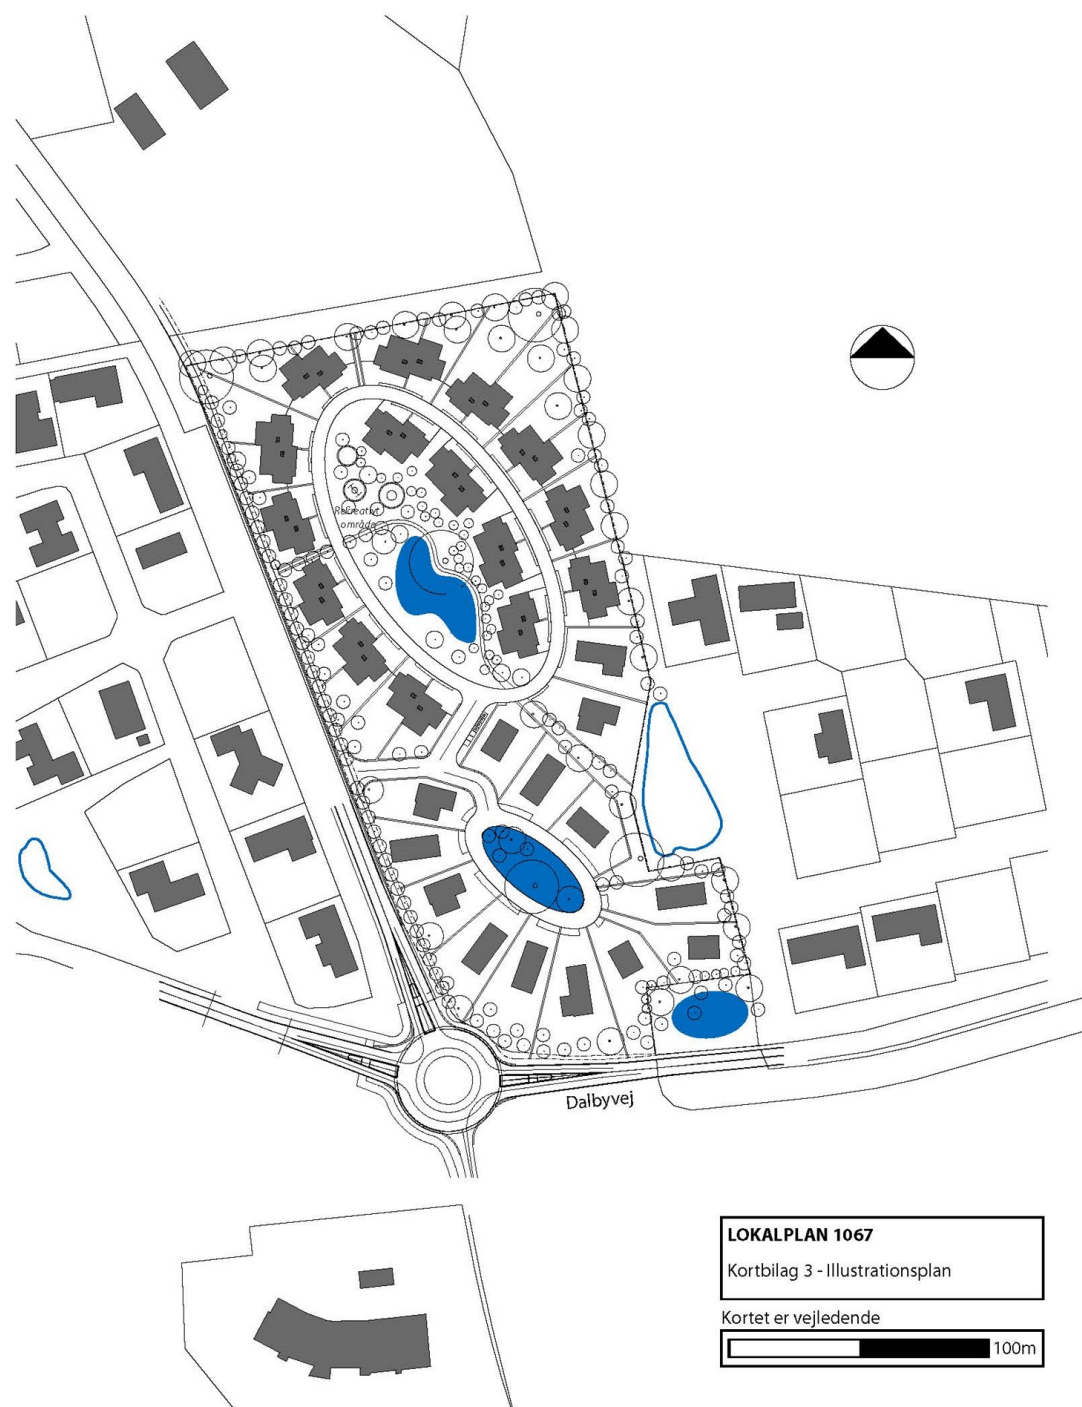 Rekreativt
område
Dalbyvej
LOKALPLAN 1067
Kortbilag 3 - Illustrationsplan
Kortet er vejledende
100m